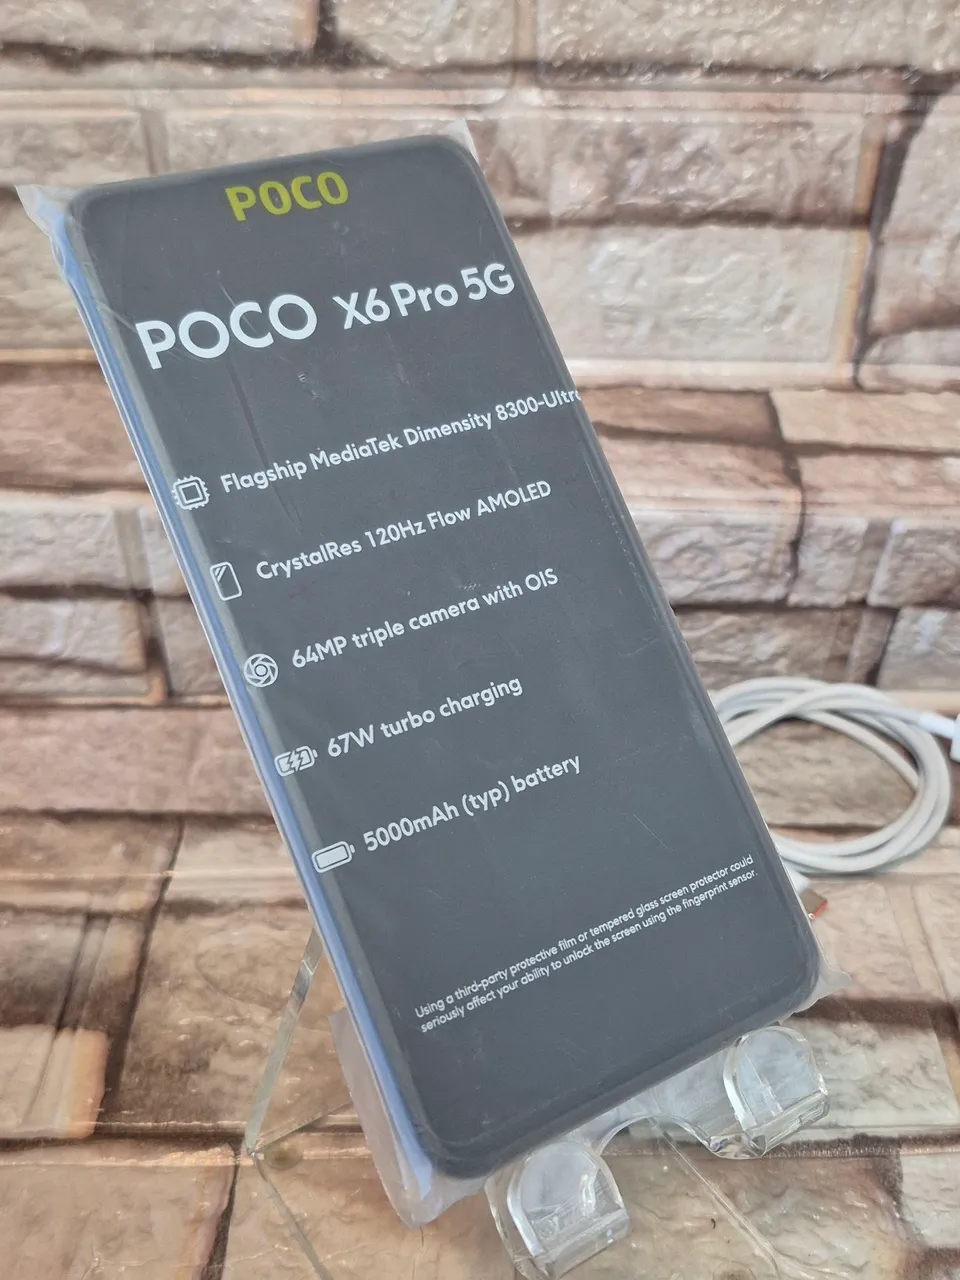 POCO
POCO X6 Pro 5G
Flagship MediaTek Dimensity 8300-Ultra
CrystalRes 120Hz Flow AMOLED
64MP triple camera with OIS
67W turbo charging
5000mAh (typ) battery
Using a third-party protective film or tempered glass screen protector could
seriously affect your ability to unlock the screen using the fingerprint sensor.